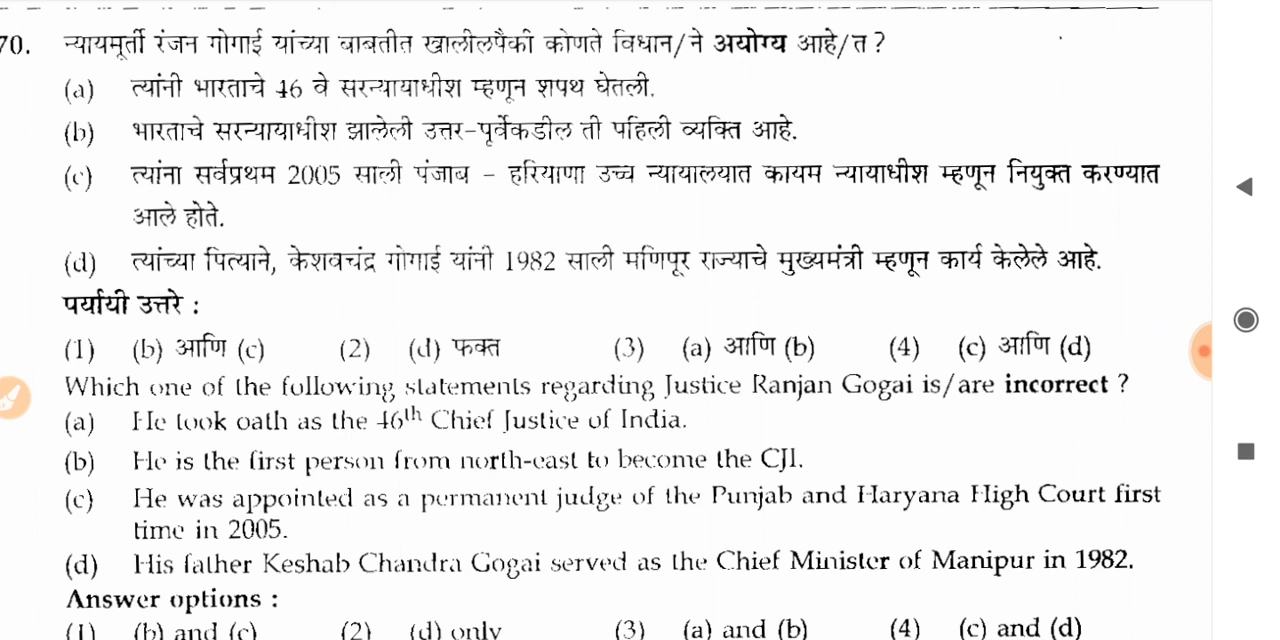 70. न्यायमूर्ती रंजन गोगाई यांच्या बाबतीत खालीलपैकी कोणते विधान/ने अयोग्य आहे/त ?
(a) त्यांनी भारताचे 46 वे सरन्यायाधीश म्हणून शपथ घेतली.
(b) भारताचे सरन्यायाधीश झालेली उत्तर-पूर्वेकडील ती पहिली व्यक्ति आहे.
(c) त्यांना सर्वप्रथम 2005 साली पंजाब - हरियाणा उच्च न्यायालयात कायम न्यायाधीश म्हणून नियुक्त करण्यात
आले होते.
(d) त्यांच्या पित्याने, केशवचंद्र गोगाई यांनी 1982 साली मणिपूर राज्याचे मुख्यमंत्री म्हणून कार्य केलेले आहे.
पर्यायी उत्तरे :
(1) (b) आणि (c) (2) (d) फक्त (3) (a) आणि (b) (4) (c) आणि (d)
Which one of the following statements regarding Justice Ranjan Gogai is/are incorrect ?
(a) He took oath as the 46th Chief Justice of India.
(b) He is the first person from north-east to become the CJI.
(c) He was appointed as a permanent judge of the Punjab and Haryana High Court first
time in 2005.
(d) His father Keshab Chandra Gogai served as the Chief Minister of Manipur in 1982.
Answer options :
(1) (b) and (c) (2) (d) only (3) (a) and (b) (4) (c) and (d)